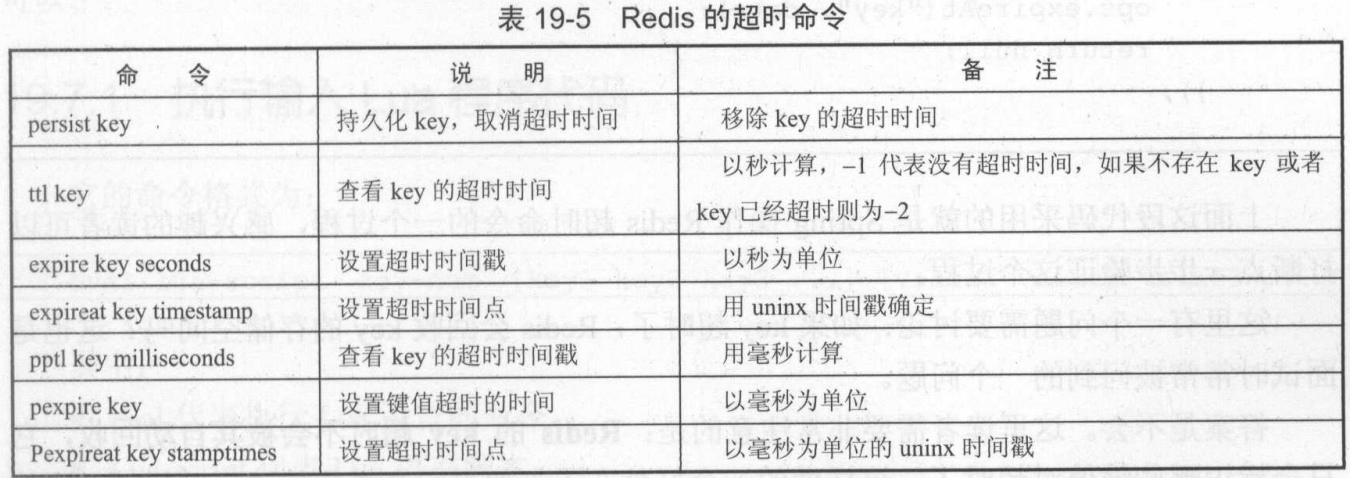 表 19-5 Redis 的超时命令
命 令 说 明 备 注
persist key 持久化 key，取消超时时间 移除 key 的超时时间
ttl key 查看 key 的超时时间 以秒计算，–1 代表没有超时时间，如果不存在 key 或者
key 已经超时则为–2
expire key seconds 设置超时时间戳 以秒为单位
expireat key timestamp 设置超时时间点 用 uninx 时间戳确定
pptl key milliseconds 查看 key 的超时时间戳 用毫秒计算
pexpire key 设置键值超时的时间 以毫秒为单位
Pexpireat key stamptimes 设置超时时间点 以毫秒为单位的 uninx 时间戳